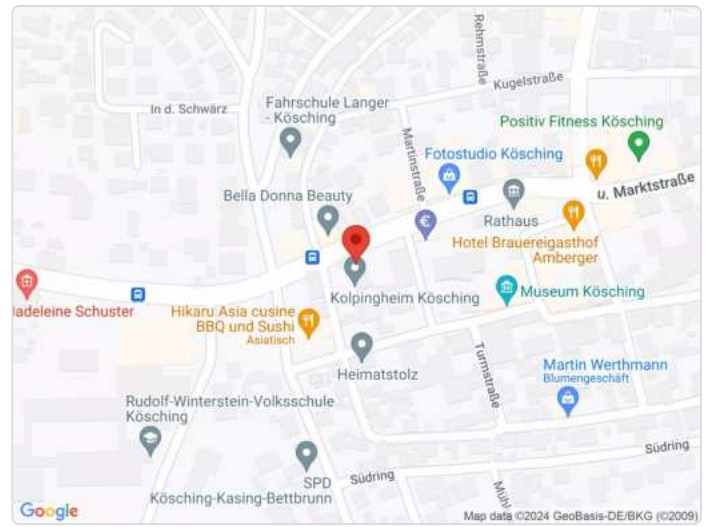 Rehmstraße
Kugelstraße
In d. Schwärz
Fahrschule Langer
- Kösching
Positiv Fitness Kösching
Martinstraße
Fotostudio Kösching
u. Marktstraße
Bella Donna Beauty
€
Rathaus
Hotel Brauereigasthof
Amberger
Kolpingheim Kösching
Museum Kösching
ladeleine Schuster
Hikaru Asia cusine
BBQ und Sushi
Asiatisch
Heimatstolz
Turmstraße
Martin Werthmann
Blumengeschäft
Rudolf-Winterstein-Volksschule
Kösching
Südring
Südring
SPD
Kösching-Kasing-Bettbrunn
Mühl
Google
Map data ©2024 GeoBasis-DE/BKG (©2009)